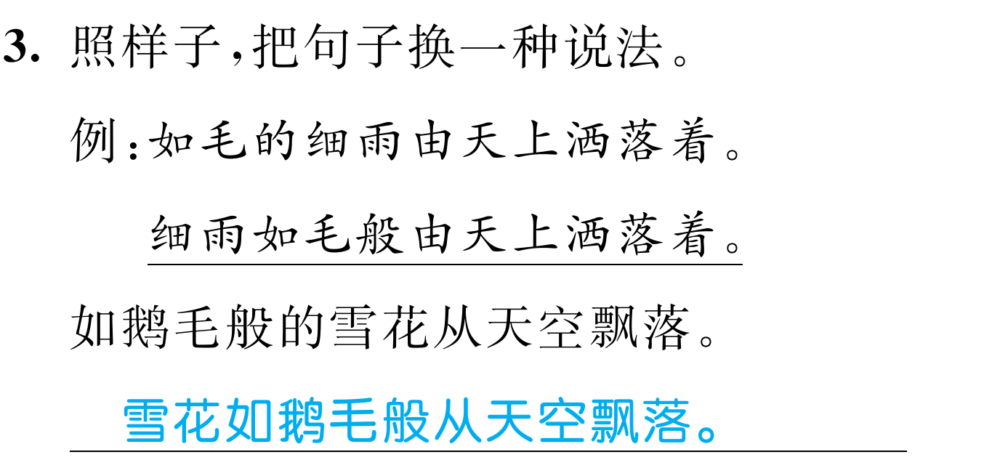 3. 照样子,把句子换一种说法。
例:如毛的细雨由天上洒落着。
细雨如毛般由天上洒落着。
如鹅毛般的雪花从天空飘落。
雪花如鹅毛般从天空飘落。